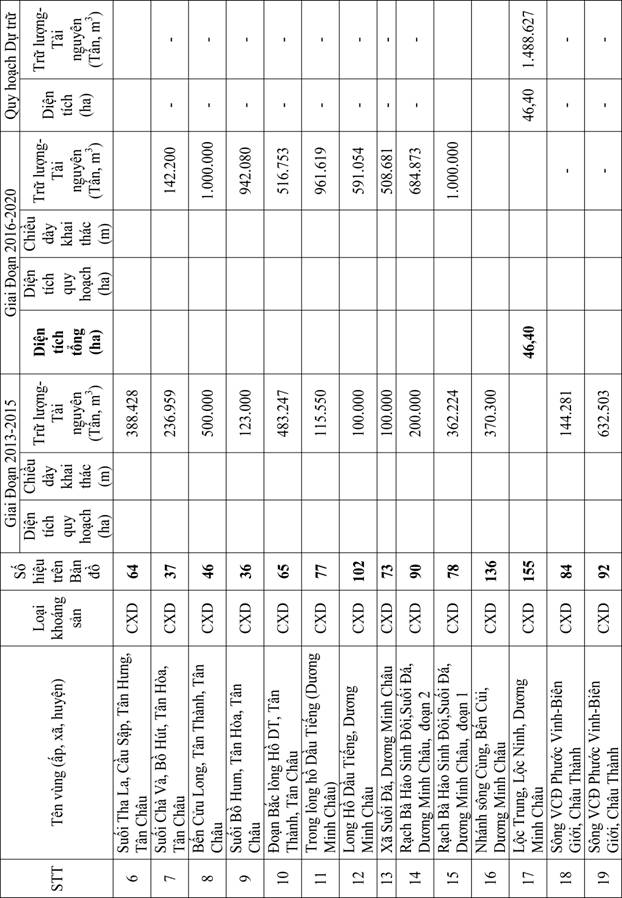 STT
Tên vùng (ấp, xã, huyện)
Loại
khoáng
sản
Số
hiệu
trên
Bản
đồ
Giai Đoạn 2013-2015
Diện
tích
quy
hoạch
(ha)
Chiều
dày
khai
thác
(m)
Trữ lượng-
Tài
nguyên
(Tấn, m³)
Giai Đoạn 2016-2020
Diện
tích
tổng
(ha)
Diện
tích
quy
hoạch
(ha)
Chiều
dày
khai
thác
(m)
Trữ lượng-
Tài
nguyên
(Tấn, m³)
Quy hoạch Dự trữ
Diện
tích
(ha)
Trữ lượng-
Tài
nguyên
(Tấn, m³)
6 Suối Tha La, Cầu Sập, Tân Hưng, CXD 64 388.428
Tân Châu
7 Suối Chà Và, Bồ Hút, Tân Hòa, CXD 37 236.959 142.200 - -
Tân Châu
8 Bến Cửu Long, Tân Thành, Tân CXD 46 500.000 1.000.000 - -
Châu
9 Suối Bô Hum, Tân Hòa, Tân CXD 36 123.000 942.080 - -
Châu
10 Đoạn Bắc lòng Hồ DT, Tân CXD 65 483.247 516.753 - -
Thành, Tân Châu
11 Trong lòng hồ Dầu Tiếng (Dương CXD 77 115.550 961.619 - -
Minh Châu)
12 Long Hồ Dầu Tiếng, Dương CXD 102 100.000 591.054 - -
Minh Châu
13 Xã Suối Đá, Dương Minh Châu CXD 73 100.000 508.681 - -
14 Rạch Bà Hảo Sinh Đôi,Suối Đá, CXD 90 200.000 684.873 - -
Dương Minh Châu, đoạn 2
15 Rạch Bà Hảo Sinh Đôi,Suối Đá, CXD 78 362.224 1.000.000 - -
Dương Minh Châu, đoạn 1
16 Nhánh sông Cùng, Bến Củi, CXD 136 370.300
Dương Minh Châu
17 Lộc Trung, Lộc Ninh, Dương CXD 155 46,40 46,40 1.488.627
Minh Châu
18 Sông VCĐ Phước Vinh-Biên CXD 84 144.281 - - -
Giới, Châu Thành
19 Sông VCĐ Phước Vinh-Biên CXD 92 632.503 - - -
Giới, Châu Thành